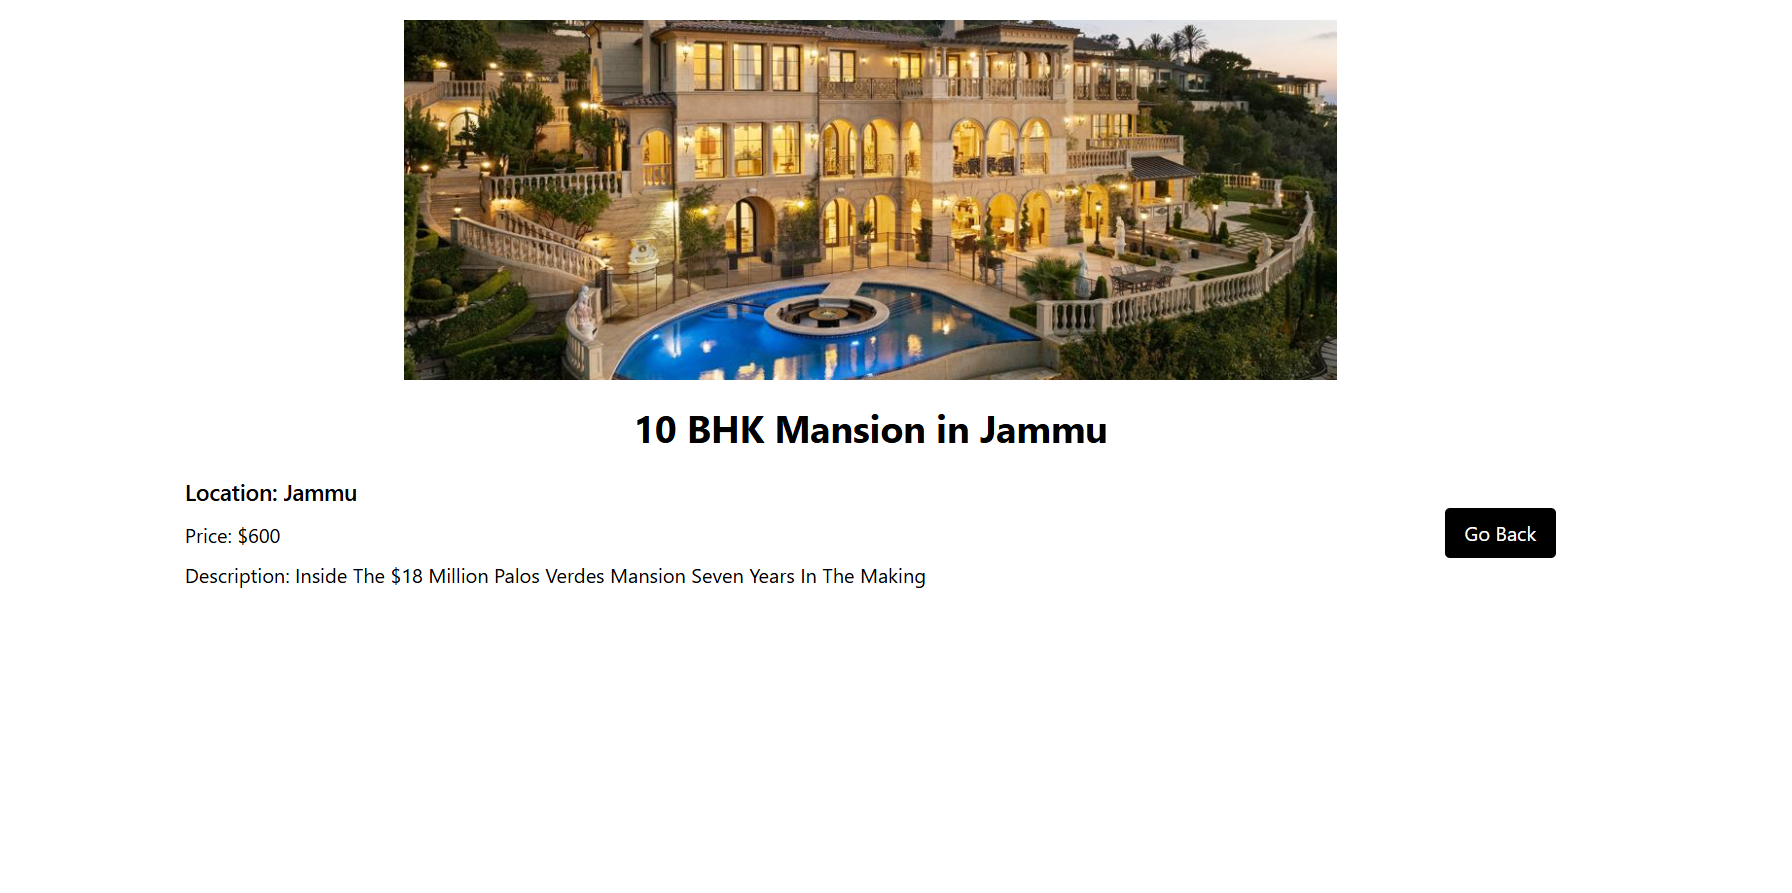 10 BHK Mansion in Jammu
Location: Jammu
Price: $600
Go Back
Description: Inside The $18 Million Palos Verdes Mansion Seven Years In The Making